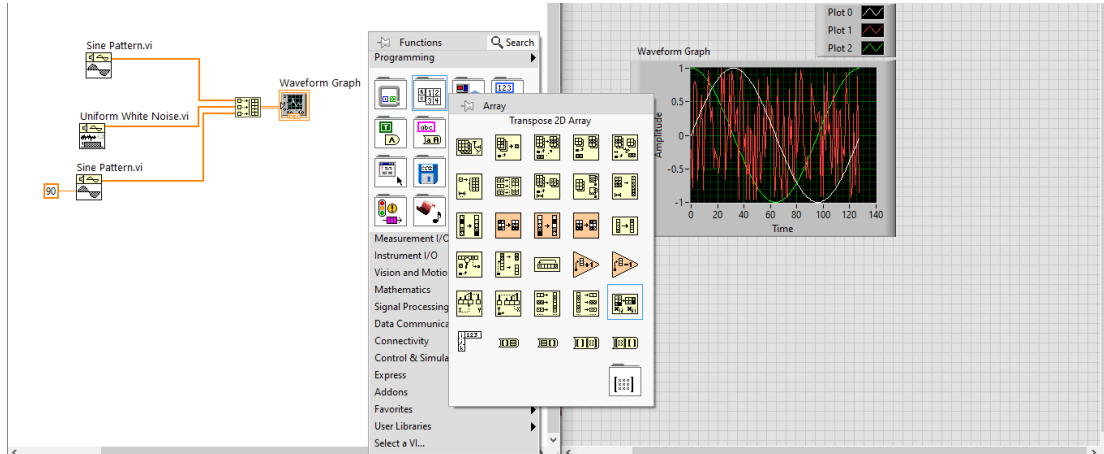 Sine Pattern.vi
Uniform White Noise.vi
Sine Pattern.vi
90
Waveform Graph
Functions
Search
Programming
Array
Transpose 2D Array
Measurement I/O
Instrument I/O
Vision and Motio
Mathematics
Signal Processing
Data Communica
Connectivity
Control & Simula
Express
Addons
Favorites
User Libraries
Select a VI...
Plot 0
Plot 1
Plot 2
Waveform Graph
Amplitude
1
0.5
0
-0.5
-1
0 20 40 60 80 100 120 140
Time